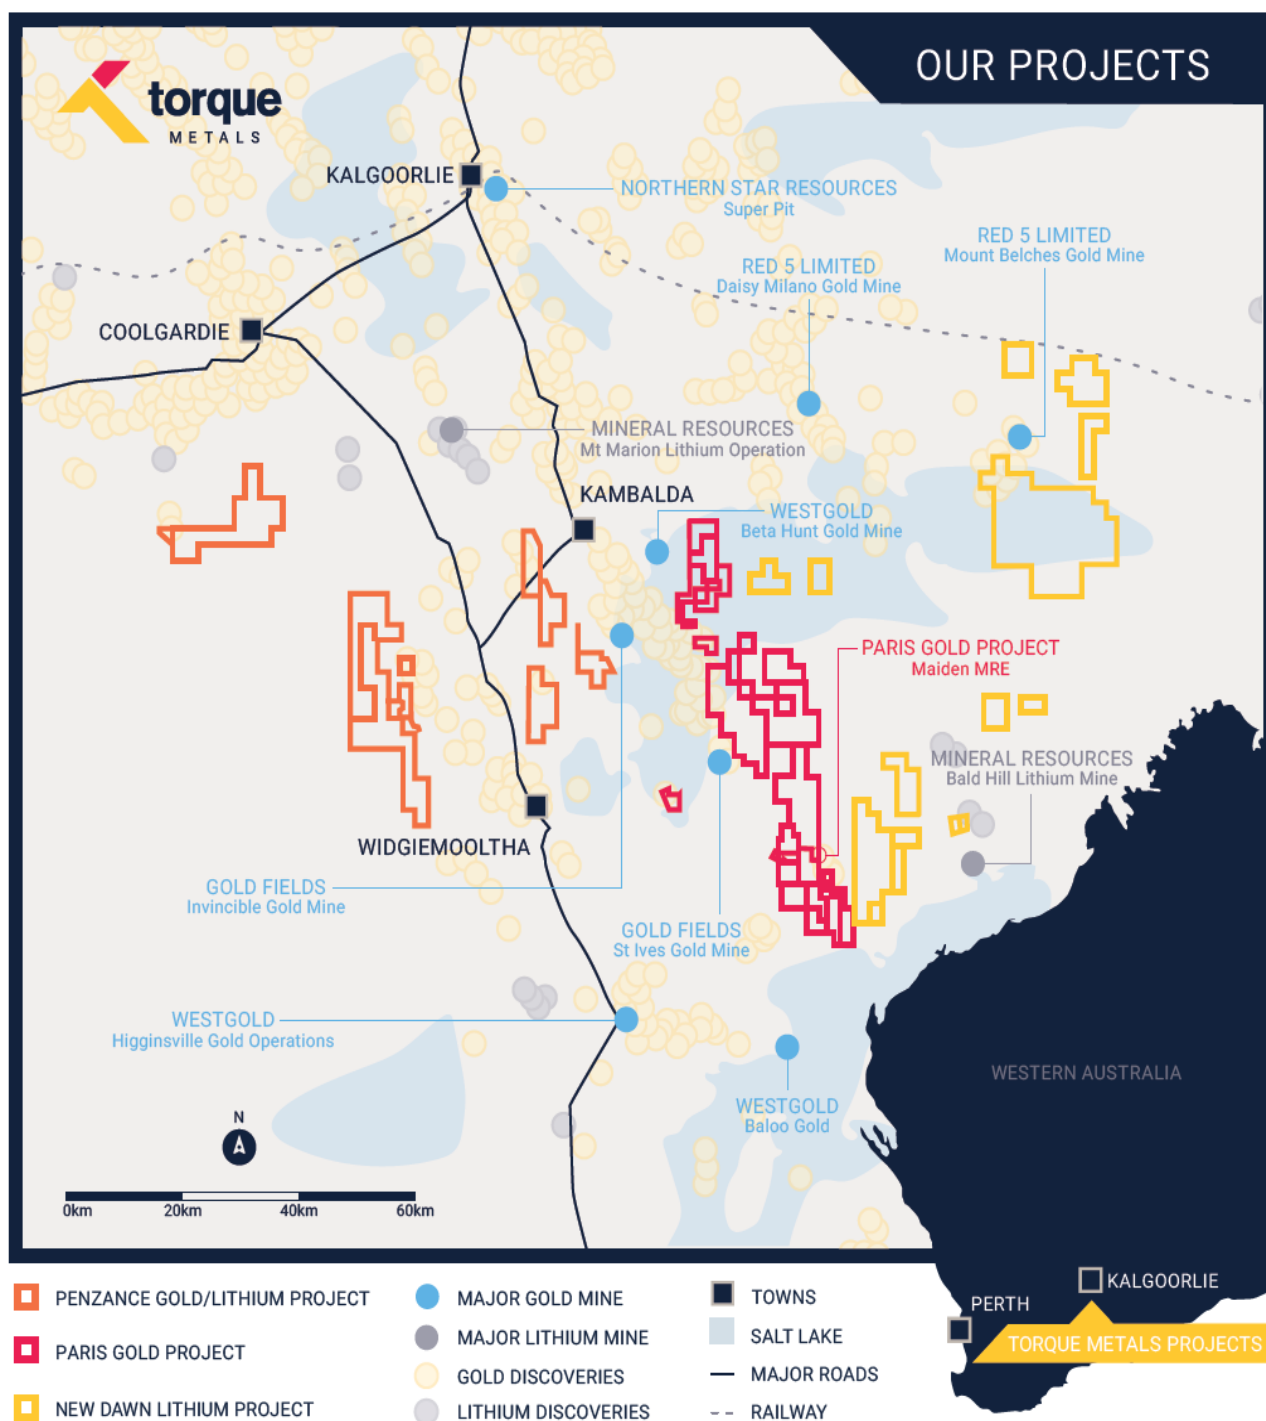 OUR PROJECTS
torque
METALS
KALGOORLIE
NORTHERN STAR RESOURCES
Super Pit
RED 5 LIMITED
Mount Belches Gold Mine
RED 5 LIMITED
Daisy Milano Gold Mine
COOLGARDIE
MINERAL RESOURCES
Mt Marion Lithium Operation
KAMBALDA
WESTGOLD
Beta Hunt Gold Mine
PARIS GOLD PROJECT
Maiden MRE
MINERAL RESOURCES
Bald Hill Lithium Mine
WIDGIEMOOLTHA
GOLD FIELDS
Invincible Gold Mine
GOLD FIELDS
St Ives Gold Mine
WESTGOLD
Higginsville Gold Operations
WESTERN AUSTRALIA
WESTGOLD
Baloo Gold
N
0km 20km 40km 60km
KALGOORLIE
PERTH
TORQUE METALS PROJECTS
PENZANCE GOLD/LITHIUM PROJECT
PARIS GOLD PROJECT
NEW DAWN LITHIUM PROJECT
MAJOR GOLD MINE
MAJOR LITHIUM MINE
GOLD DISCOVERIES
LITHIUM DISCOVERIES
TOWNS
SALT LAKE
MAJOR ROADS
RAILWAY